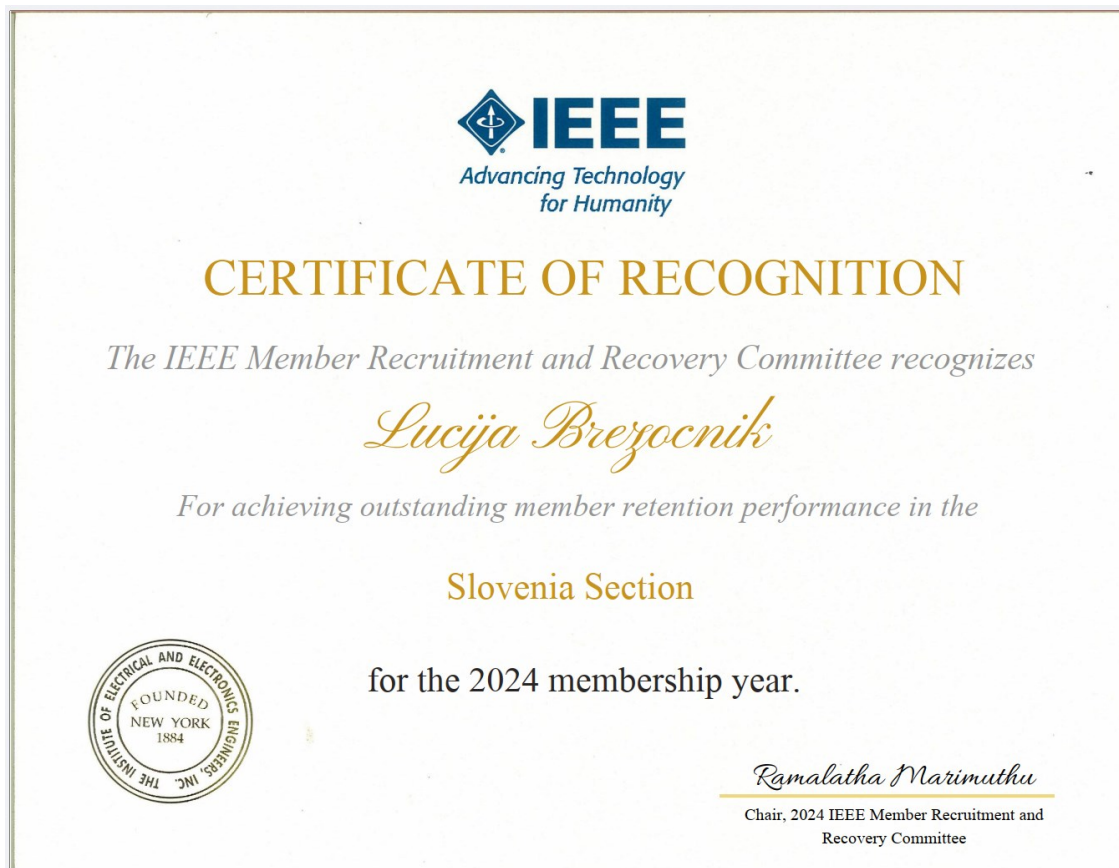 IEEE
Advancing Technology
for Humanity
CERTIFICATE OF RECOGNITION
The IEEE Member Recruitment and Recovery Committee recognizes
Lucija Brezocnik
For achieving outstanding member retention performance in the
Slovenia Section
for the 2024 membership year.
THE INSTITUTE OF ELECTRICAL AND ELECTRONICS ENGINEERS, INC.
FOUNDED
NEW YORK
1884
Ramalatha Marimuthu
Chair, 2024 IEEE Member Recruitment and
Recovery Committee